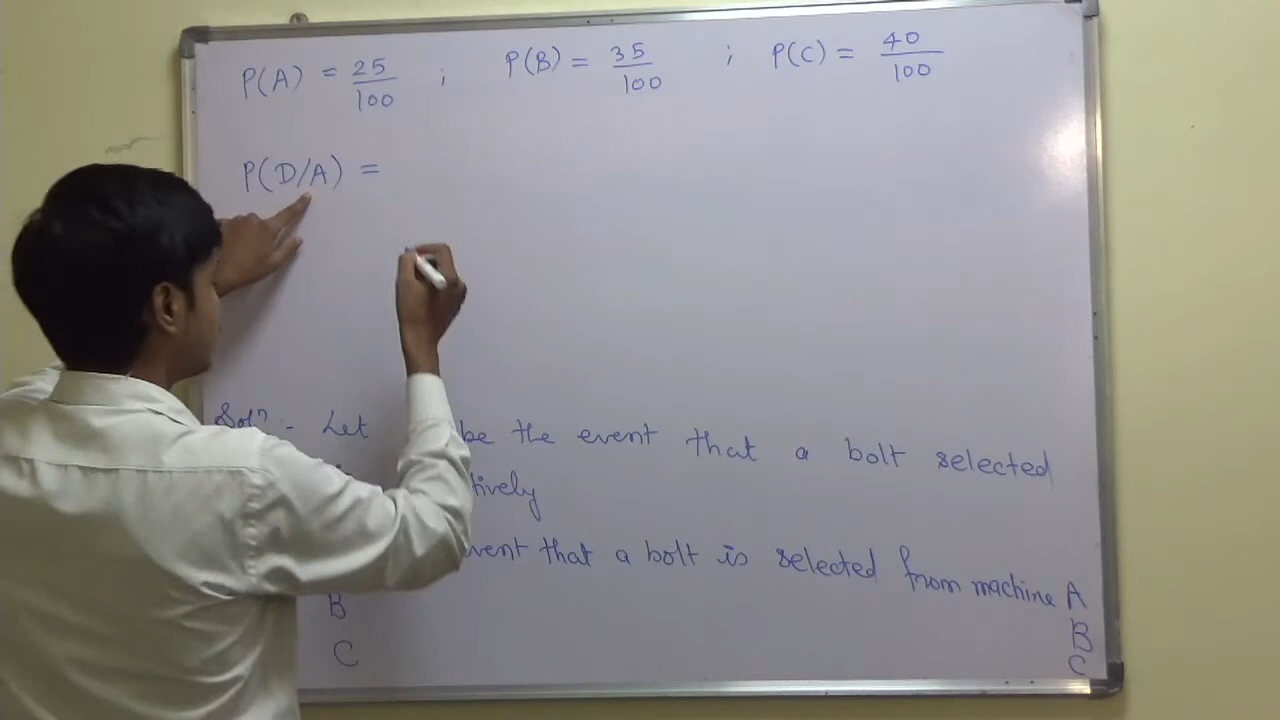 P(A) = 25/100 ; P(B) = 35/100 ; P(C) = 40/100
P(D/A) =
Sol? - Let be the event that a bolt selected
tively
vent that a bolt is selected from machine A
B B
C C